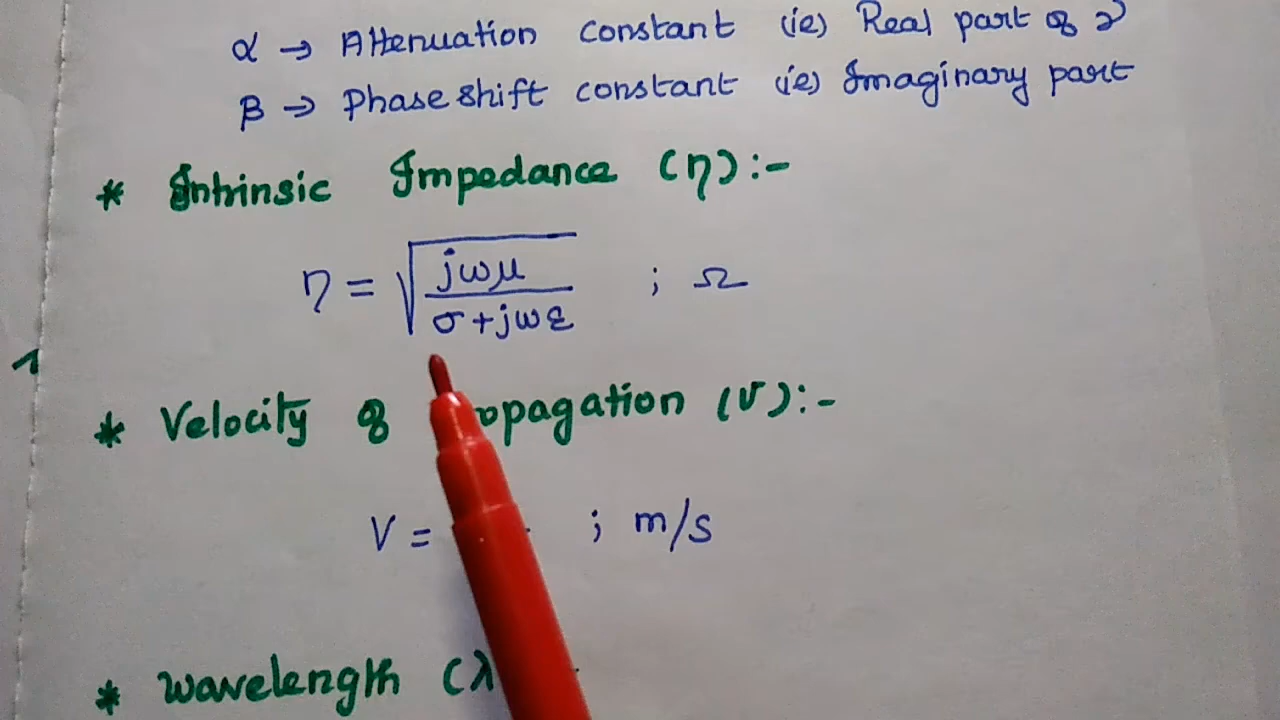 α → Attenuation constant (ie) Real part of γ
β → Phase shift constant (ie) Imaginary part
* Intrinsic Impedance (η):-
η = √(jωμ / σ+jωε) ; Ω
* Velocity of (v):-
V = ; m/s
* Wavelength (λ